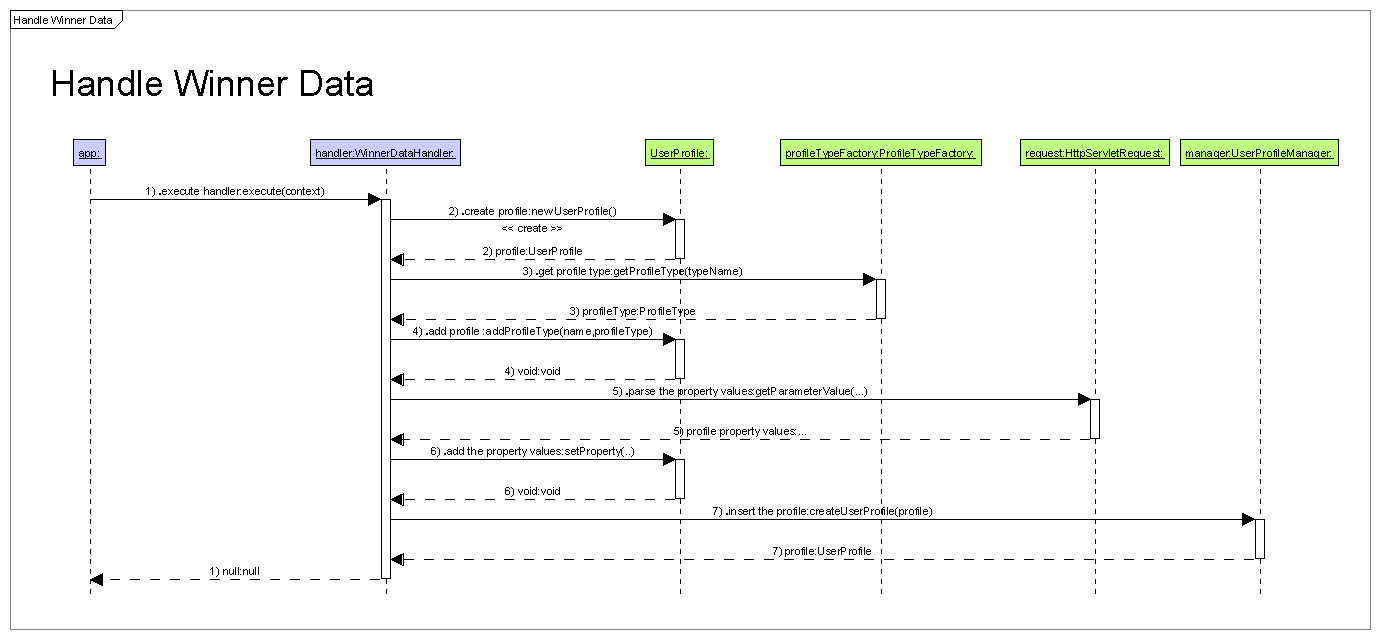 Handle Winner Data
Handle Winner Data
app:
handler:WinnerDataHandler:
UserProfile:
profileTypeFactory:ProfileTypeFactory:
request:HttpServletRequest:
manager:UserProfileManager:
1) .execute handler:execute(context)
2) .create profile:newUserProfile()
<< create >>
2) profile:UserProfile
3) .get profile type:getProfileType(typeName)
3) profileType:ProfileType
4) .add profile :addProfileType(name,profileType)
4) void:void
5) .parse the property values:getParameterValue(...)
5) profile property values:...
6) .add the property values:setProperty(..)
6) void:void
7) .insert the profile:createUserProfile(profile)
7) profile:UserProfile
1) null:null